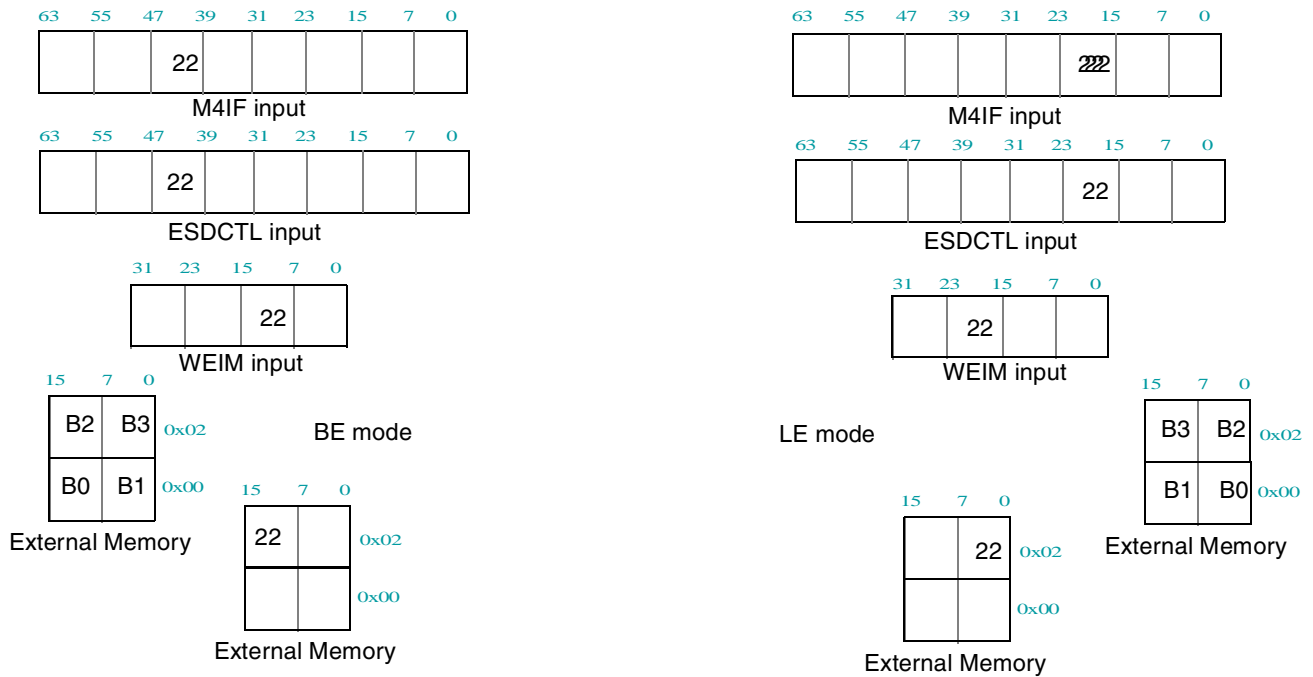 63 55 47 39 31 23 15 7 0
22
M4IF input
63 55 47 39 31 23 15 7 0
22
ESDCTL input
31 23 15 7 0
22
WEIM input
15 7 0
B2 B3 0x02
B0 B1 0x00
External Memory
BE mode
15 7 0
22 0x02
0x00
External Memory
63 55 47 39 31 23 15 7 0
M4IF input
63 55 47 39 31 23 15 7 0
22
ESDCTL input
31 23 15 7 0
22
WEIM input
LE mode
15 7 0
B3 B2 0x02
B1 B0 0x00
External Memory
15 7 0
22 0x02
0x00
External Memory